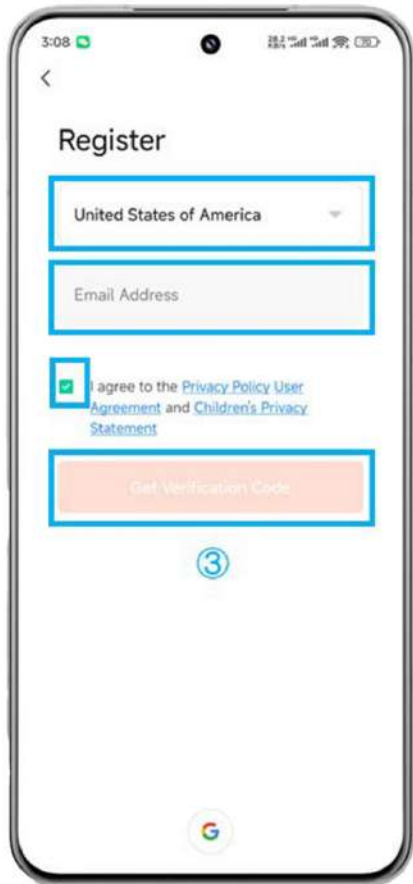 3:08
Register
United States of America
Email Address
I agree to the Privacy Policy User
Agreement and Children's Privacy
Statement
Get Verification Code
③
G